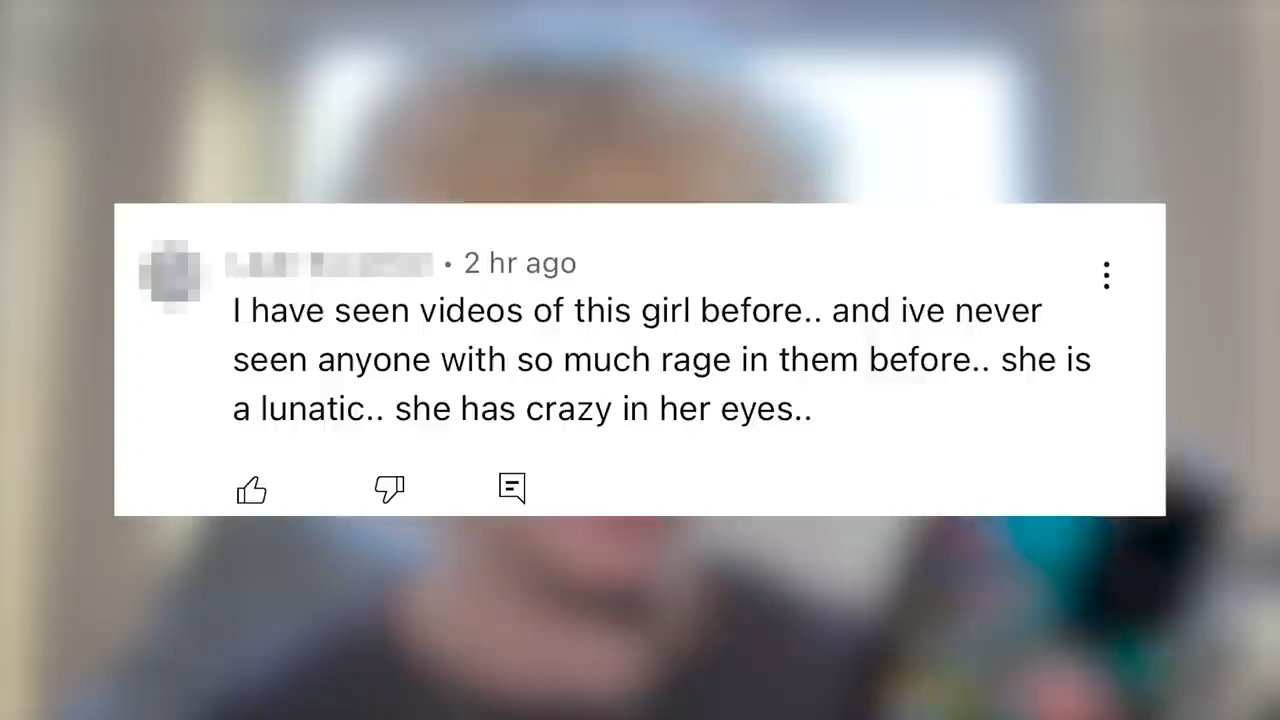 · 2 hr ago
I have seen videos of this girl before.. and ive never
seen anyone with so much rage in them before.. she is
a lunatic.. she has crazy in her eyes..